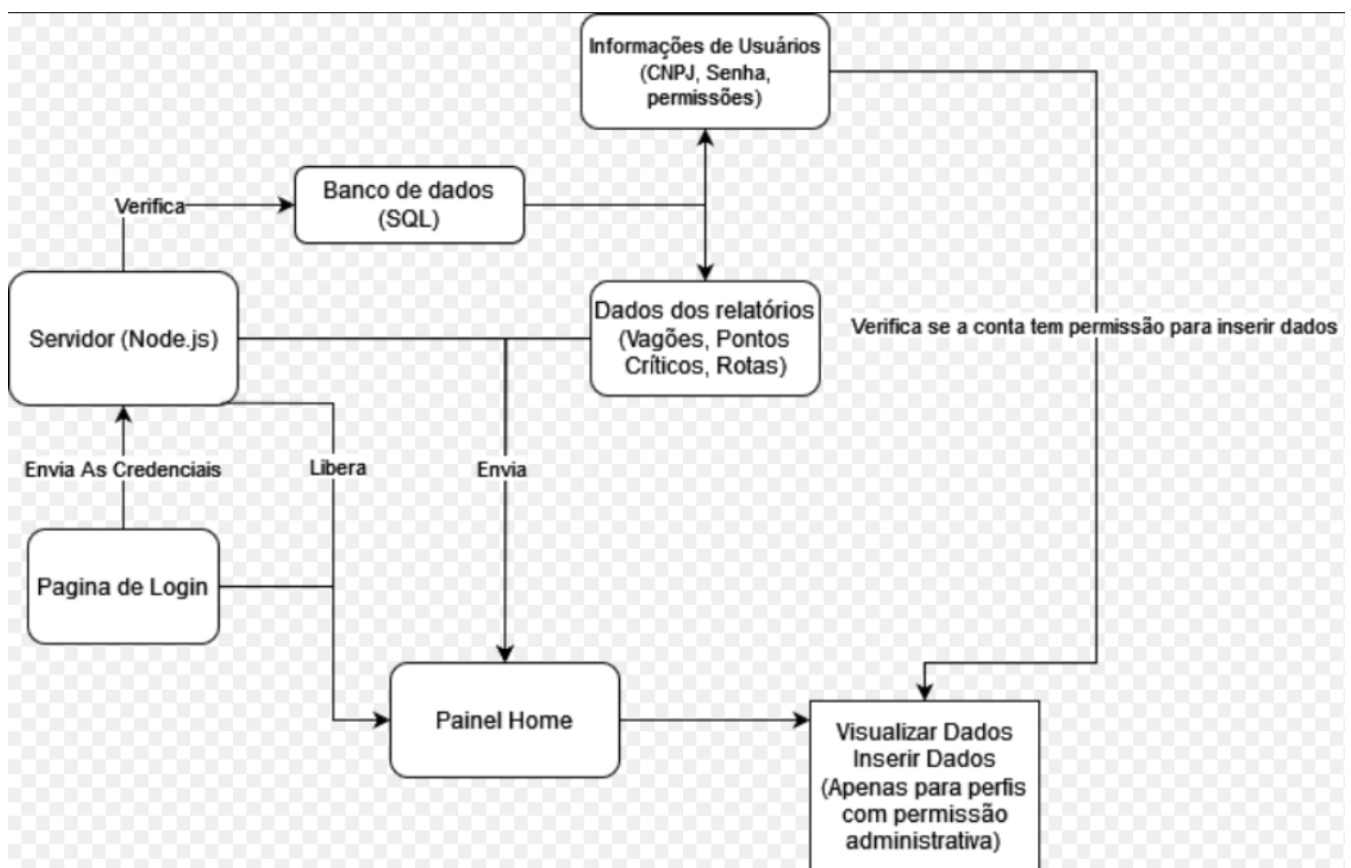 Informações de Usuários
(CNPJ, Senha,
permissões)
Banco de dados
(SQL)
Verifica
Servidor (Node.js)
Dados dos relatórios
(Vagões, Pontos
Críticos, Rotas)
Verifica se a conta tem permissão para inserir dados
Envia As Credenciais
Libera
Envia
Pagina de Login
Painel Home
Visualizar Dados
Inserir Dados
(Apenas para perfis
com permissão
administrativa)